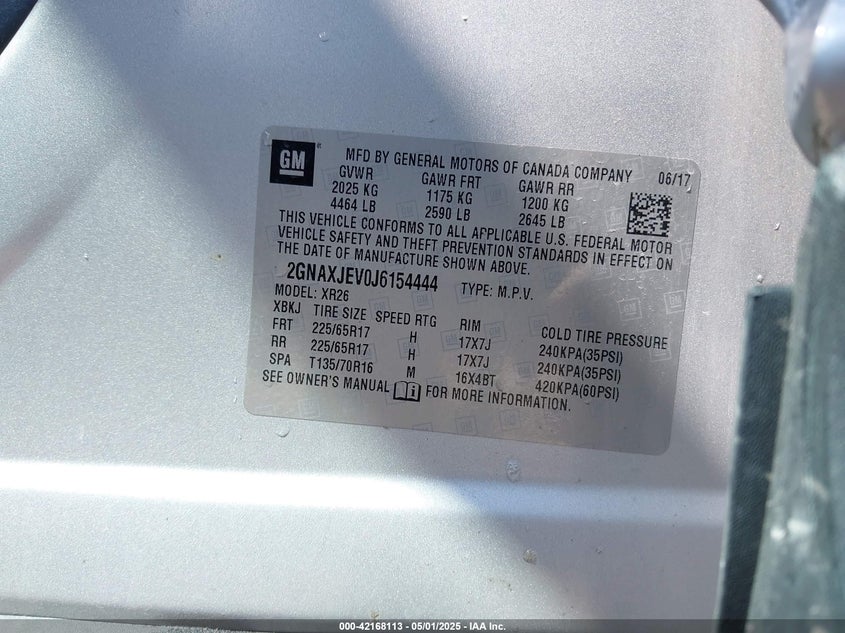 GM
MFD BY GENERAL MOTORS OF CANADA COMPANY 06/17
GVWR GAWR FRT GAWR RR
2025 KG 1175 KG 1200 KG
4464 LB 2590 LB 2645 LB
THIS VEHICLE CONFORMS TO ALL APPLICABLE U.S. FEDERAL MOTOR
VEHICLE SAFETY AND THEFT PREVENTION STANDARDS IN EFFECT ON
THE DATE OF MANUFACTURE SHOWN ABOVE.
2GNAXJEV0J6154444 TYPE: M.P.V.
MODEL: XR26
XBKJ TIRE SIZE SPEED RTG RIM COLD TIRE PRESSURE
FRT 225/65R17 H 17X7J 240KPA(35PSI)
RR 225/65R17 H 17X7J 240KPA(35PSI)
SPA T135/70R16 M 16X4BT 420KPA(60PSI)
SEE OWNER'S MANUAL FOR MORE INFORMATION.
000-42168113 - 05/01/2025 - IAA Inc.